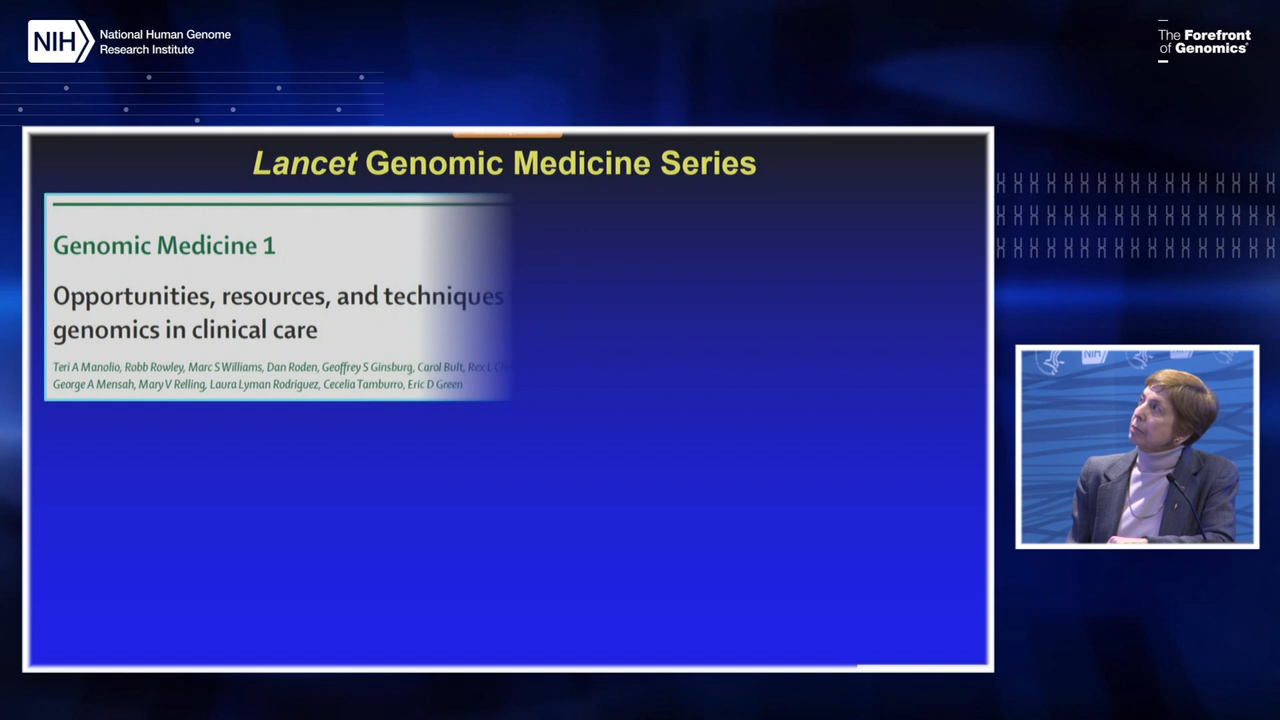 NIH
National Human Genome
Research Institute
The Forefront
of Genomics®
Lancet Genomic Medicine Series
Genomic Medicine 1
Opportunities, resources, and techniques
genomics in clinical care
Teri A Manolio, Robb Rowley, Marc S Williams, Dan Roden, Geoffrey S Ginsburg, Carol Bult, Rex L
George A Mensah, Mary V Relling, Laura Lyman Rodriguez, Cecelia Tamburro, Eric D Green
NIH